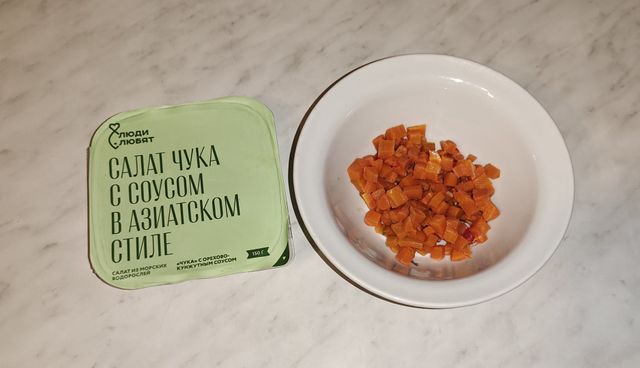 ЛЮДИ
ЛЮБЯТ
САЛАТ ЧУКА
С СОУСОМ
В АЗИАТСКОМ
СТИЛЕ
САЛАТ ИЗ МОРСКИХ
ВОДОРОСЛЕЙ
«ЧУКА» С ОРЕХОВО-
КУНЖУТНЫМ СОУСОМ
150 Г